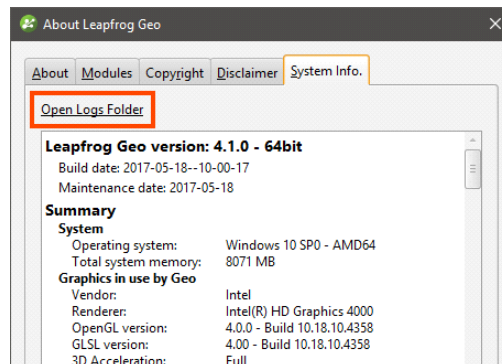 About Leapfrog Geo
About Modules Copyright Disclaimer System Info.
Open Logs Folder
Leapfrog Geo version: 4.1.0 - 64bit
Build date: 2017-05-18--10-00-17
Maintenance date: 2017-05-18
Summary
System
Operating system: Windows 10 SP0 - AMD64
Total system memory: 8071 MB
Graphics in use by Geo
Vendor: Intel
Renderer: Intel(R) HD Graphics 4000
OpenGL version: 4.0.0 - Build 10.18.10.4358
GLSL version: 4.00 - Build 10.18.10.4358
3D Acceleration: Full